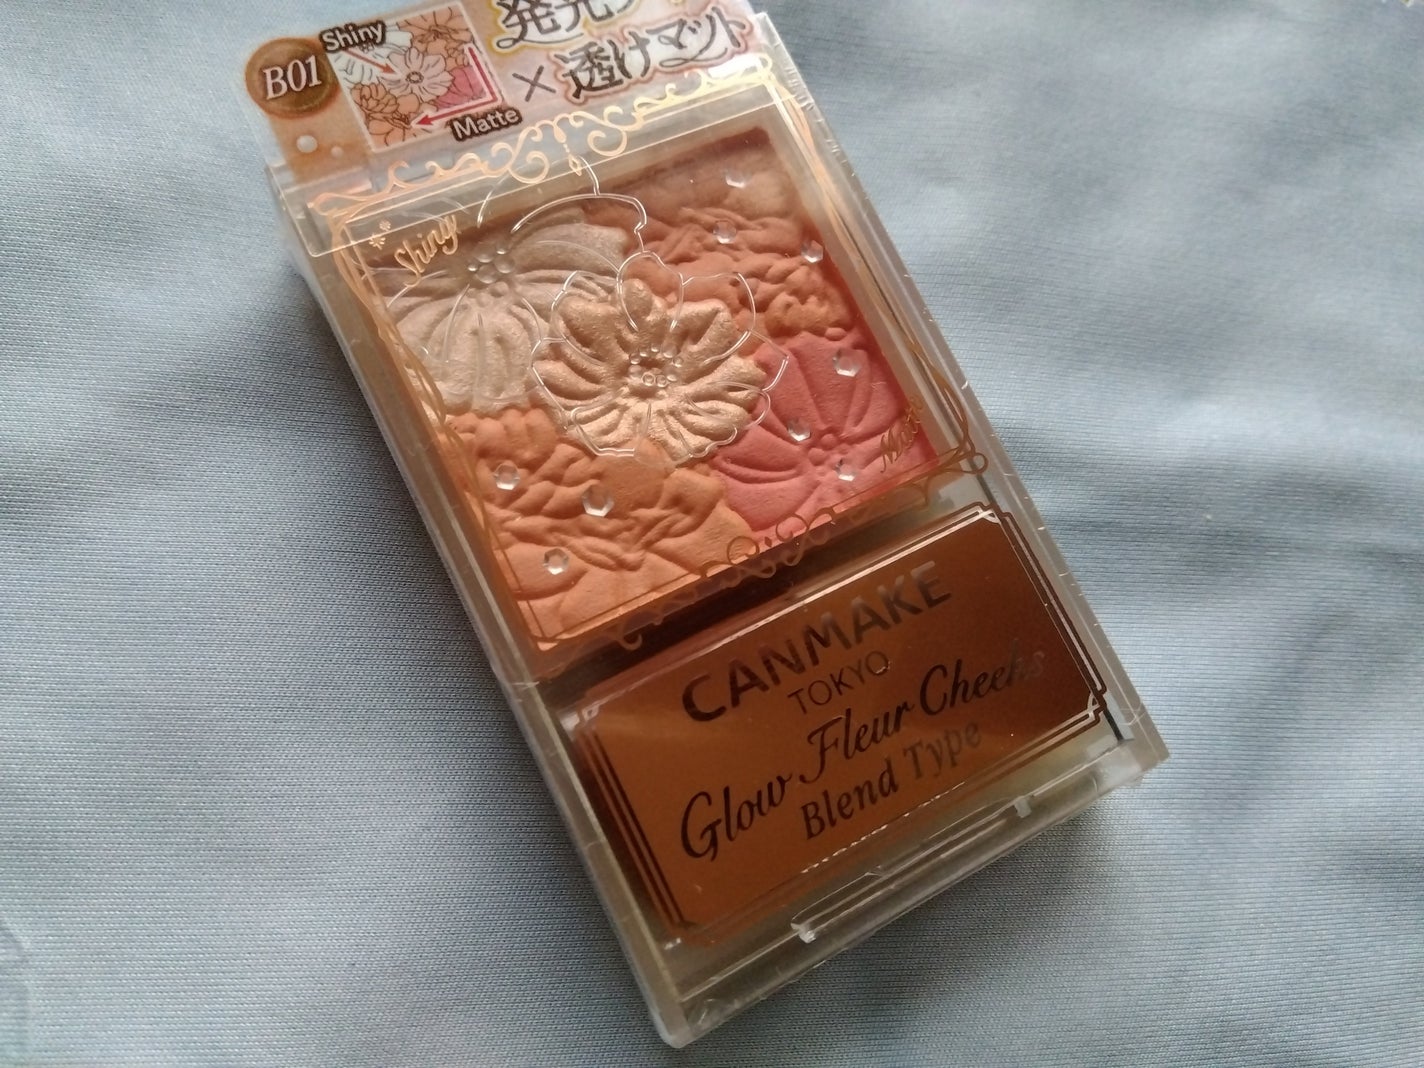 B01
Shiny
Matte
発光
×透けマット
Shiny
Matte
CANMAKE
TOKYO
Glow Fleur Cheeks
Blend Type